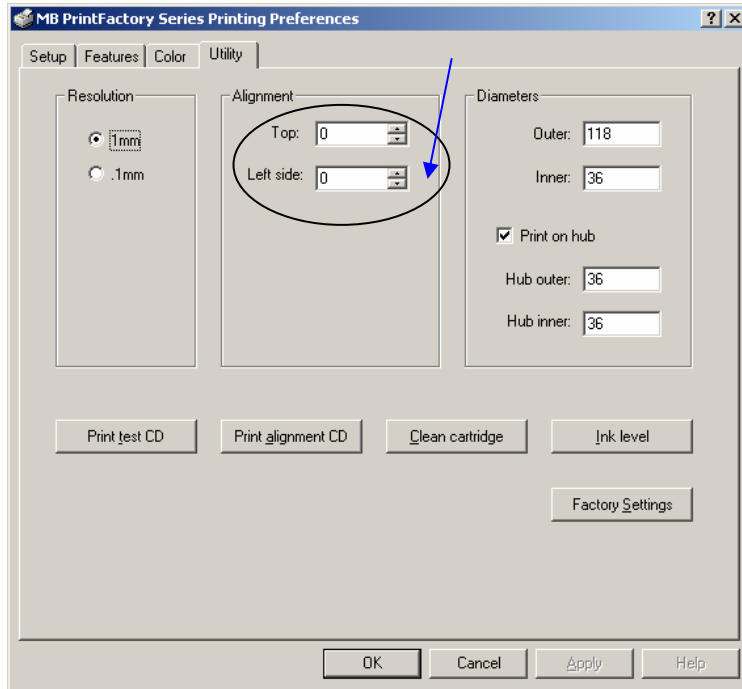 MB PrintFactory Series Printing Preferences
Setup Features Color Utility
Resolution
1mm
.1mm
Alignment
Top: 0
Left side: 0
Diameters
Outer: 118
Inner: 36
Print on hub
Hub outer: 36
Hub inner: 36
Print test CD
Print alignment CD
Clean cartridge
Ink level
Factory Settings
OK
Cancel
Apply
Help